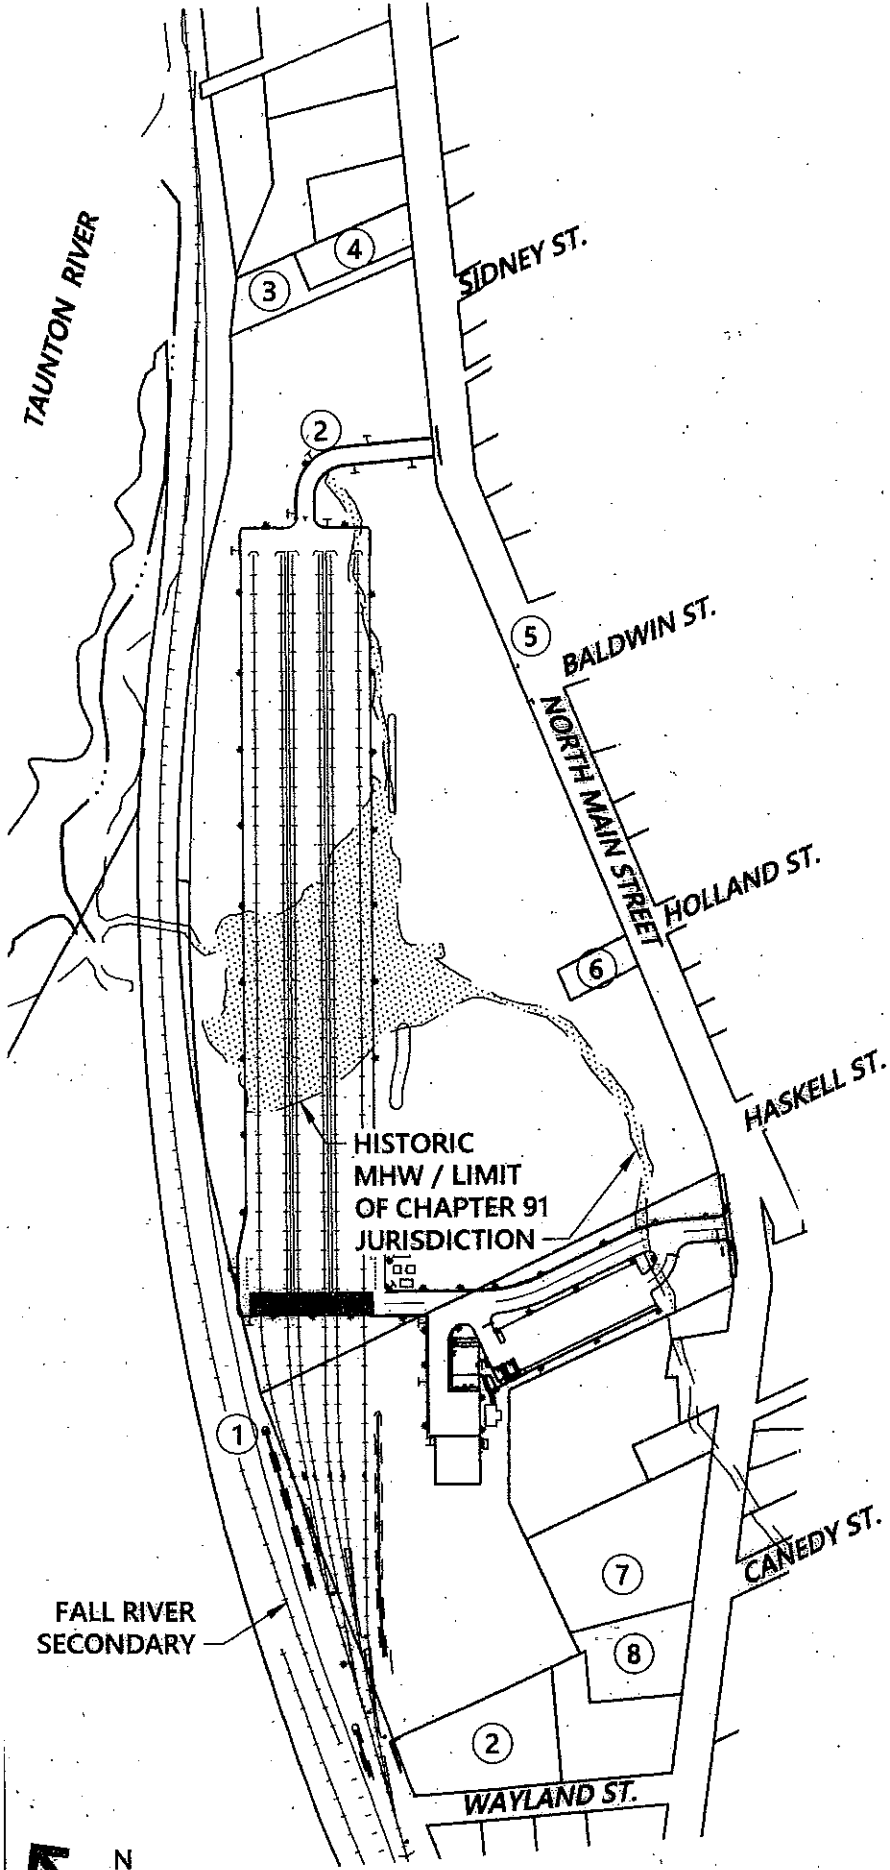 TAUNTON RIVER
4
SIDNEY ST.
3
2
5
BALDWIN ST.
NORTH MAIN STREET
HOLLAND ST.
6
HASKELL ST.
HISTORIC
MHW / LIMIT
OF CHAPTER 91
JURISDICTION
1
CANEDY ST.
7
FALL RIVER
SECONDARY
8
2
WAYLAND ST.
N